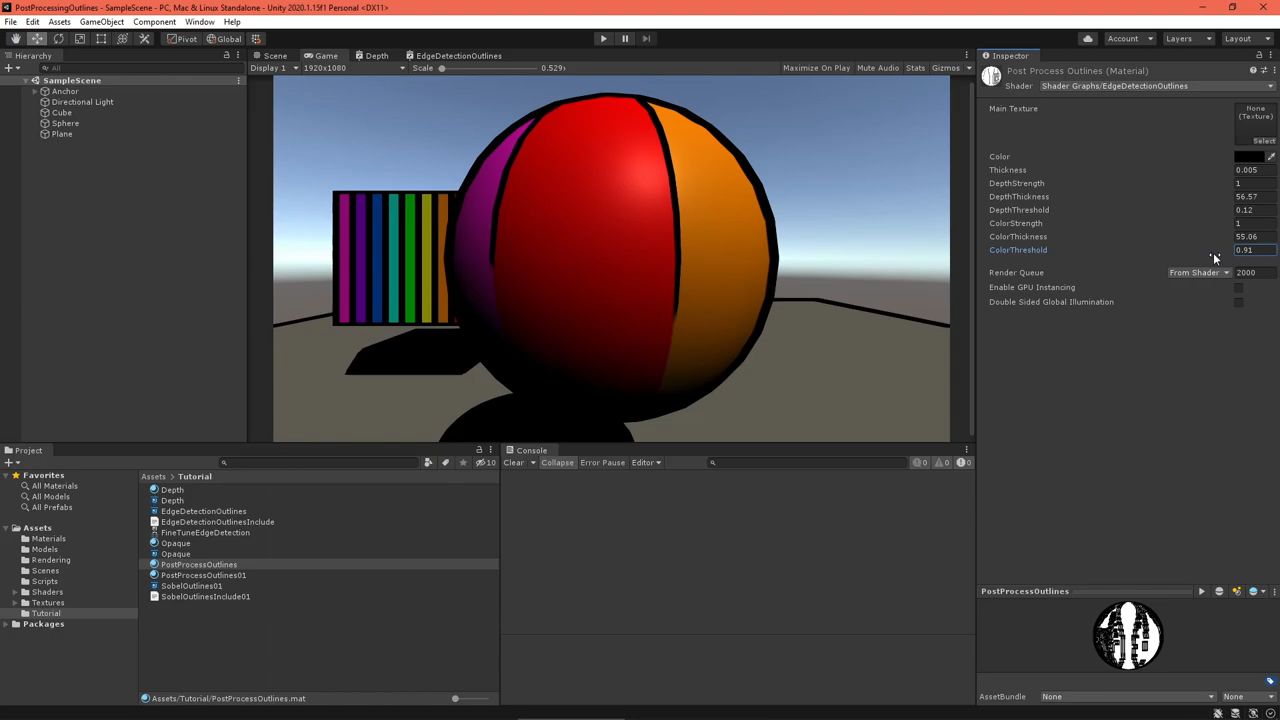 PostProcessingOutlines - SampleScene - PC, Mac & Linux Standalone - Unity 2020.1.15f1 Personal <DX11>
File Edit Assets GameObject Component Window Help
Pivot Global Account Layers Layout
Hierarchy
All
SampleScene
Anchor
Directional Light
Cube
Sphere
Plane
Scene Game Depth EdgeDetectionOutlines
Display 1 1920x1080 Scale 0.529x Maximize On Play Mute Audio Stats Gizmos
Inspector
Post Process Outlines (Material)
Shader Shader Graphs/EdgeDetectionOutlines
Main Texture None
(Texture)
Select
Color
Thickness 0.005
DepthStrength 1
DepthThickness 56.57
DepthThreshold 0.12
ColorStrength 1
ColorThickness 55.06
ColorThreshold 0.91
Render Queue From Shader 2000
Enable GPU Instancing
Double Sided Global Illumination
Project
10
Favorites
All Materials
All Models
All Prefabs
Assets
Materials
Models
Rendering
Scenes
Scripts
Shaders
Textures
Tutorial
Packages
Assets Tutorial
Depth
Depth
EdgeDetectionOutlines
EdgeDetectionOutlinesInclude
FineTuneEdgeDetection
Opaque
Opaque
PostProcessOutlines
PostProcessOutlines01
SobelOutlines01
SobelOutlinesInclude01
Assets/Tutorial/PostProcessOutlines.mat
Console
Clear Collapse Error Pause Editor 0 0 0
PostProcessOutlines
AssetBundle None None